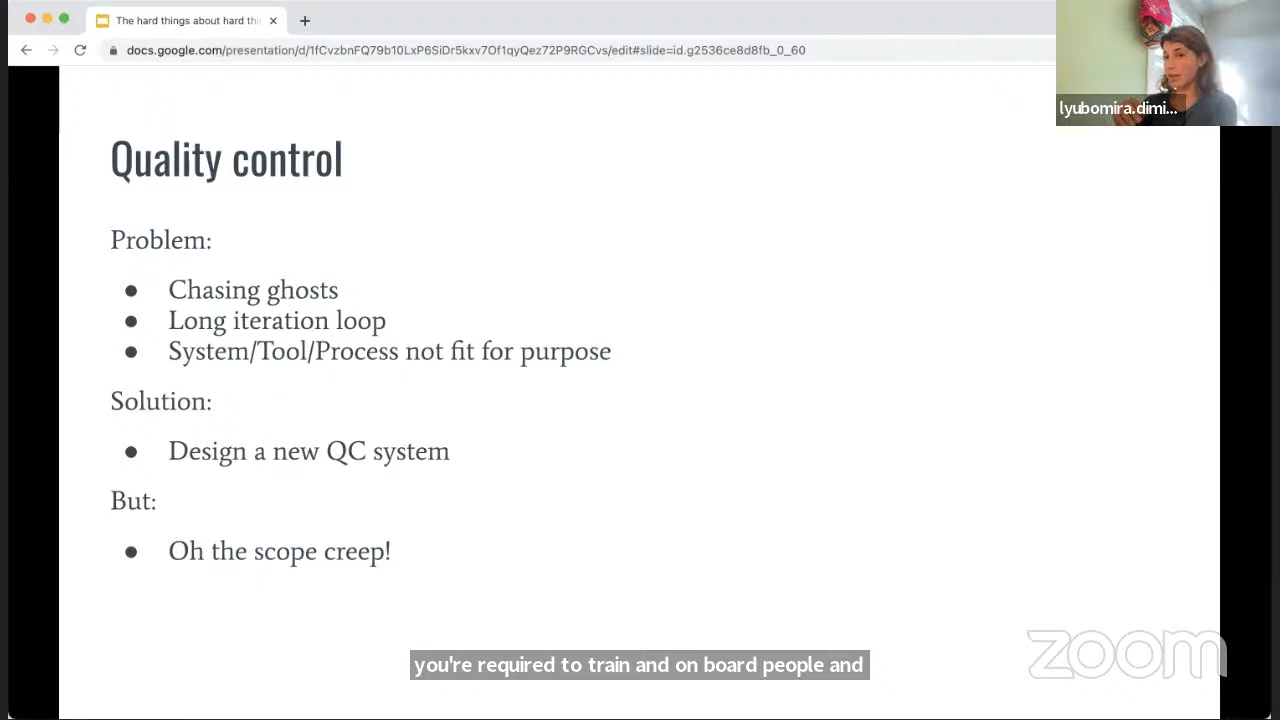 The hard things about hard thi
docs.google.com/presentation/d/1fCvzbnFQ79b10LxP6SiDr5kxv7Of1qyQez72P9RGCvs/edit#slide=id.g2536ce8d8fb_0_60
lyubomira.dimi...
Quality control
Problem:
● Chasing ghosts
● Long iteration loop
● System/Tool/Process not fit for purpose
Solution:
● Design a new QC system
But:
● Oh the scope creep!
you're required to train and on board people and
zoom